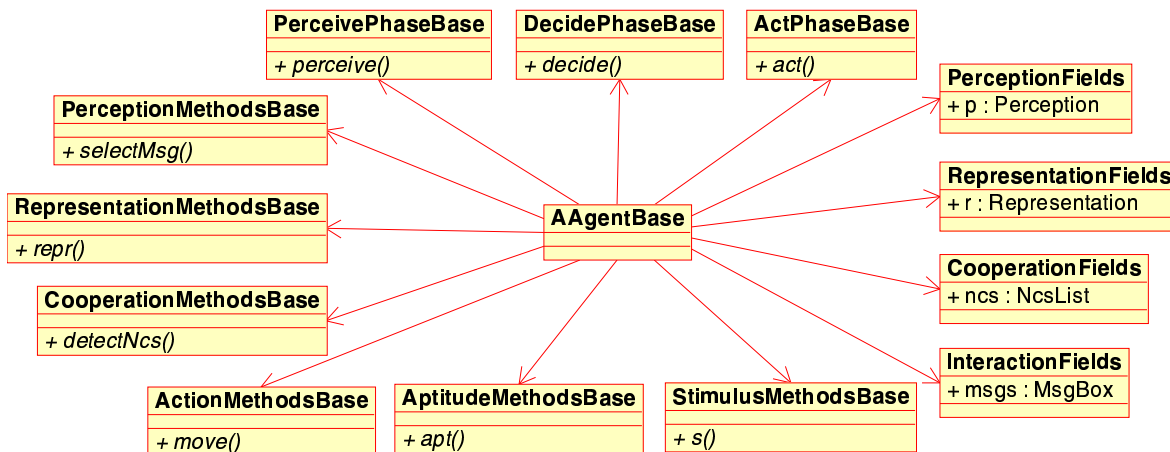 PerceivePhaseBase
+ perceive()
DecidePhaseBase
+ decide()
ActPhaseBase
+ act()
PerceptionFields
+ p : Perception
PerceptionMethodsBase
+ selectMsg()
RepresentationFields
+ r : Representation
RepresentationMethodsBase
+ repr()
AAgentBase
CooperationFields
+ ncs : NcsList
CooperationMethodsBase
+ detectNcs()
InteractionFields
+ msgs : MsgBox
ActionMethodsBase
+ move()
AptitudeMethodsBase
+ apt()
StimulusMethodsBase
+ s()